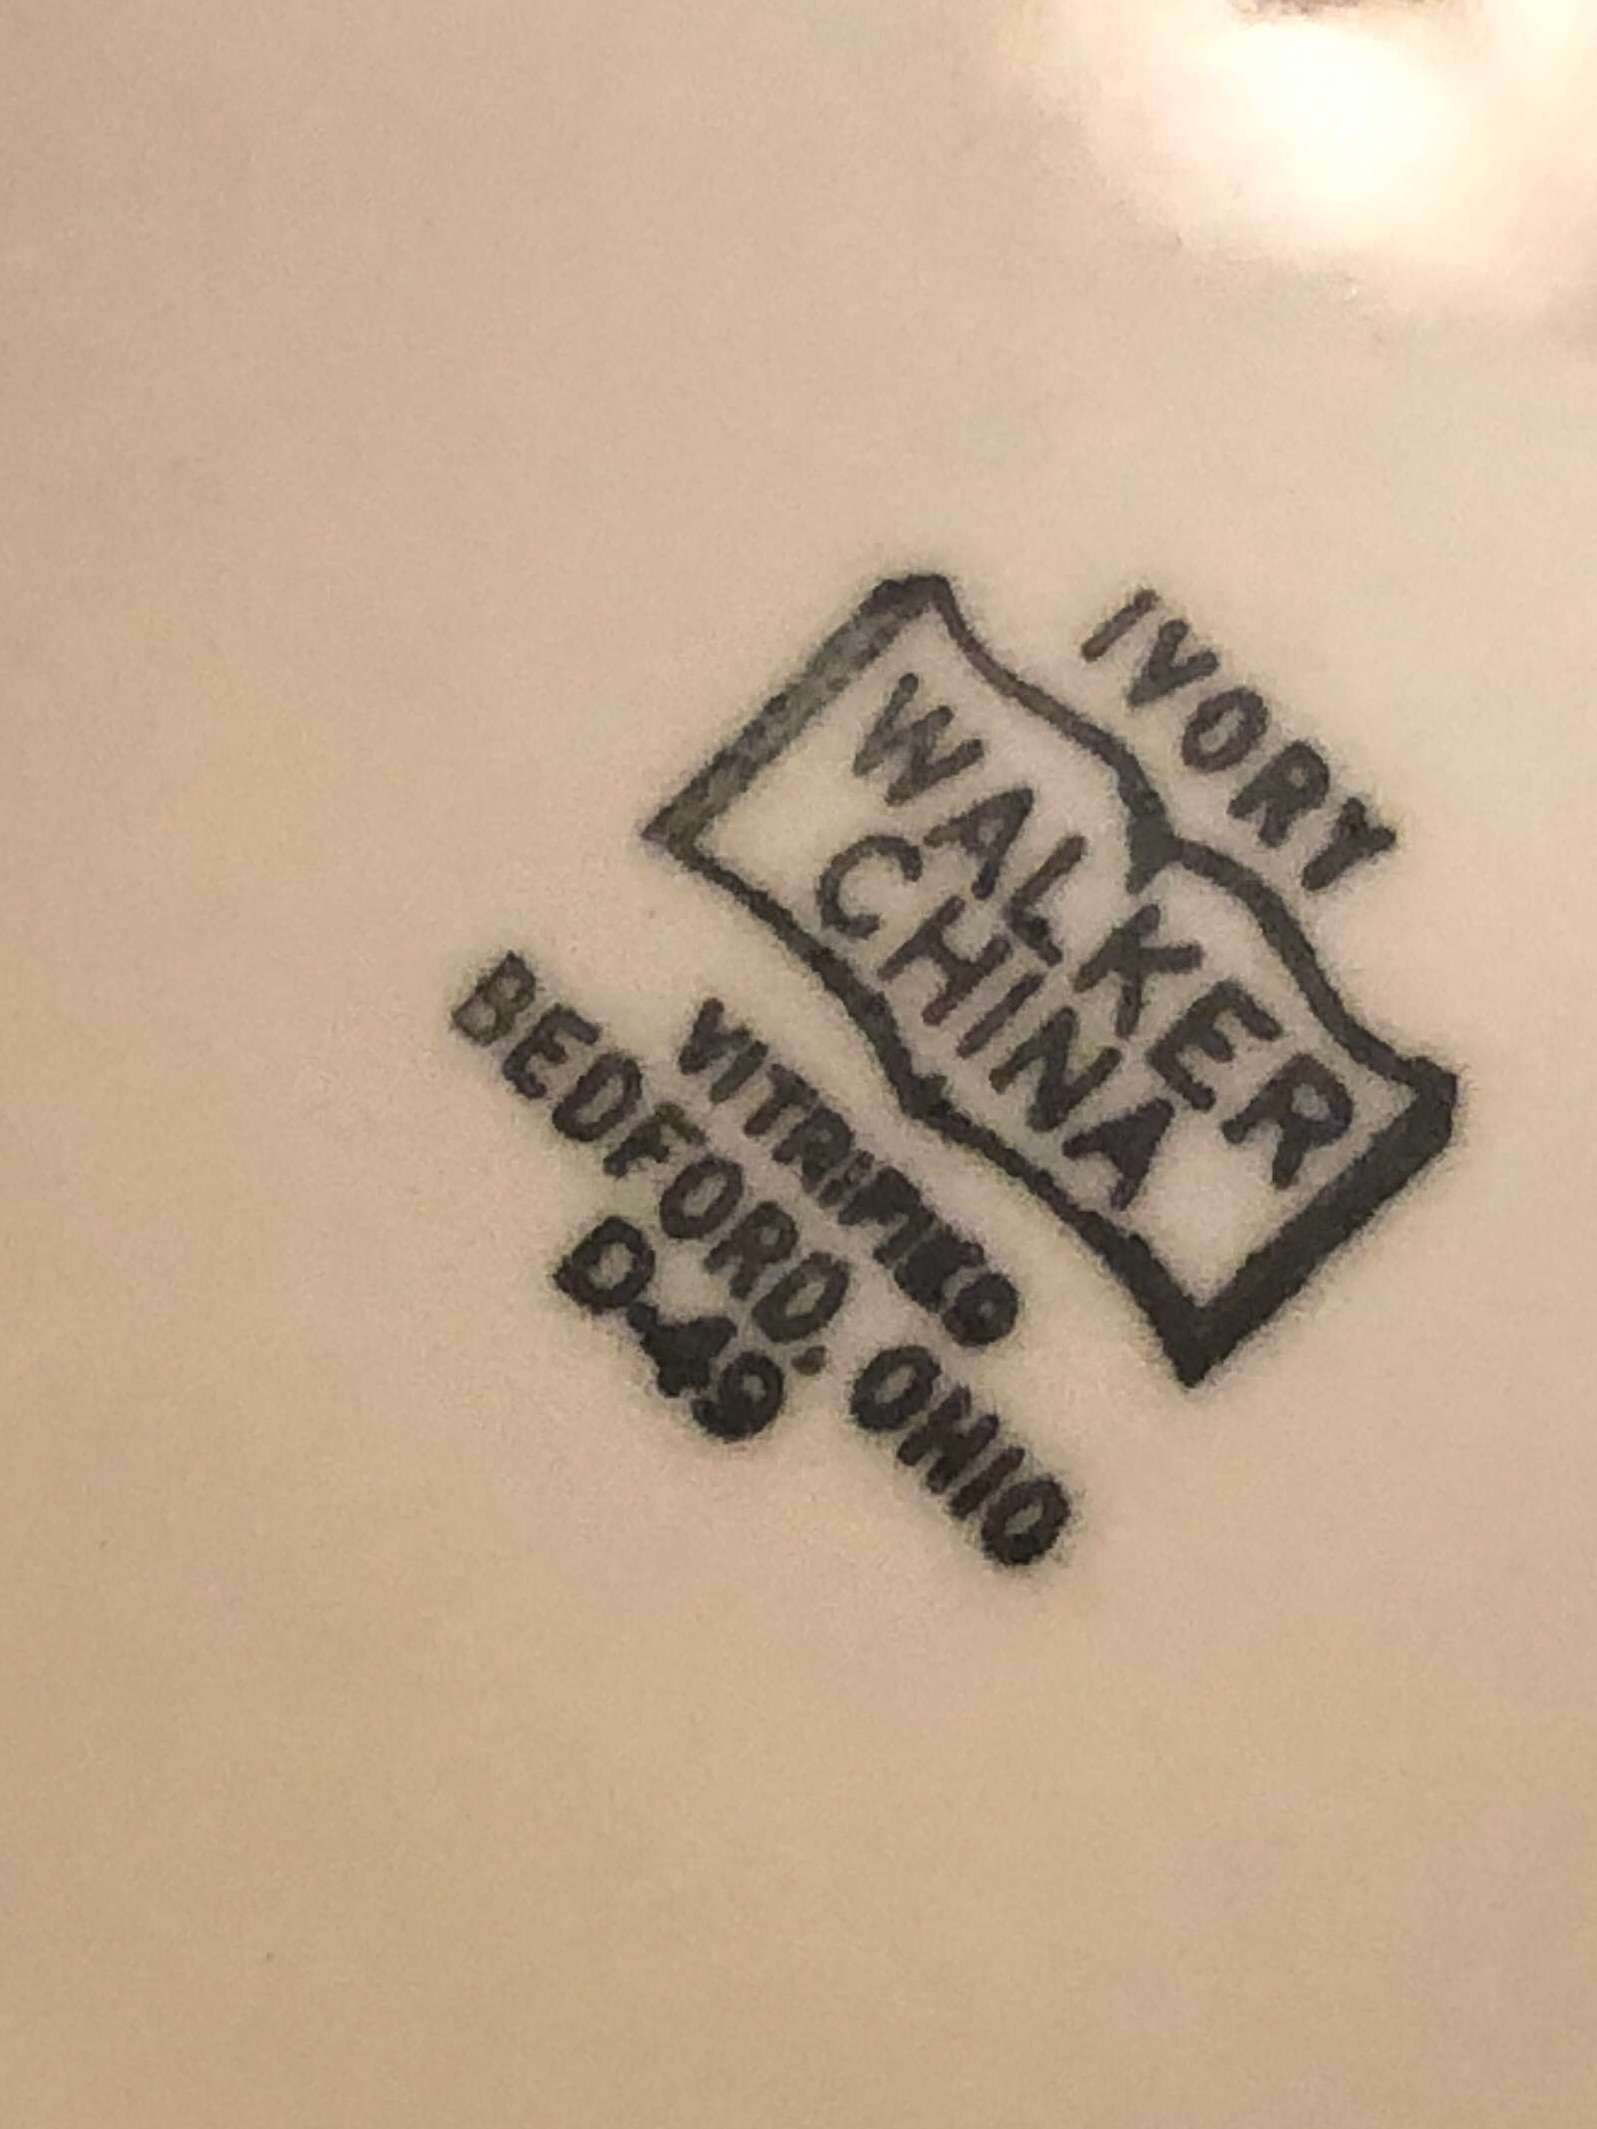 IVORY
WALKER
CHINA
VITRIFIED
BEDFORD, OHIO
D-49